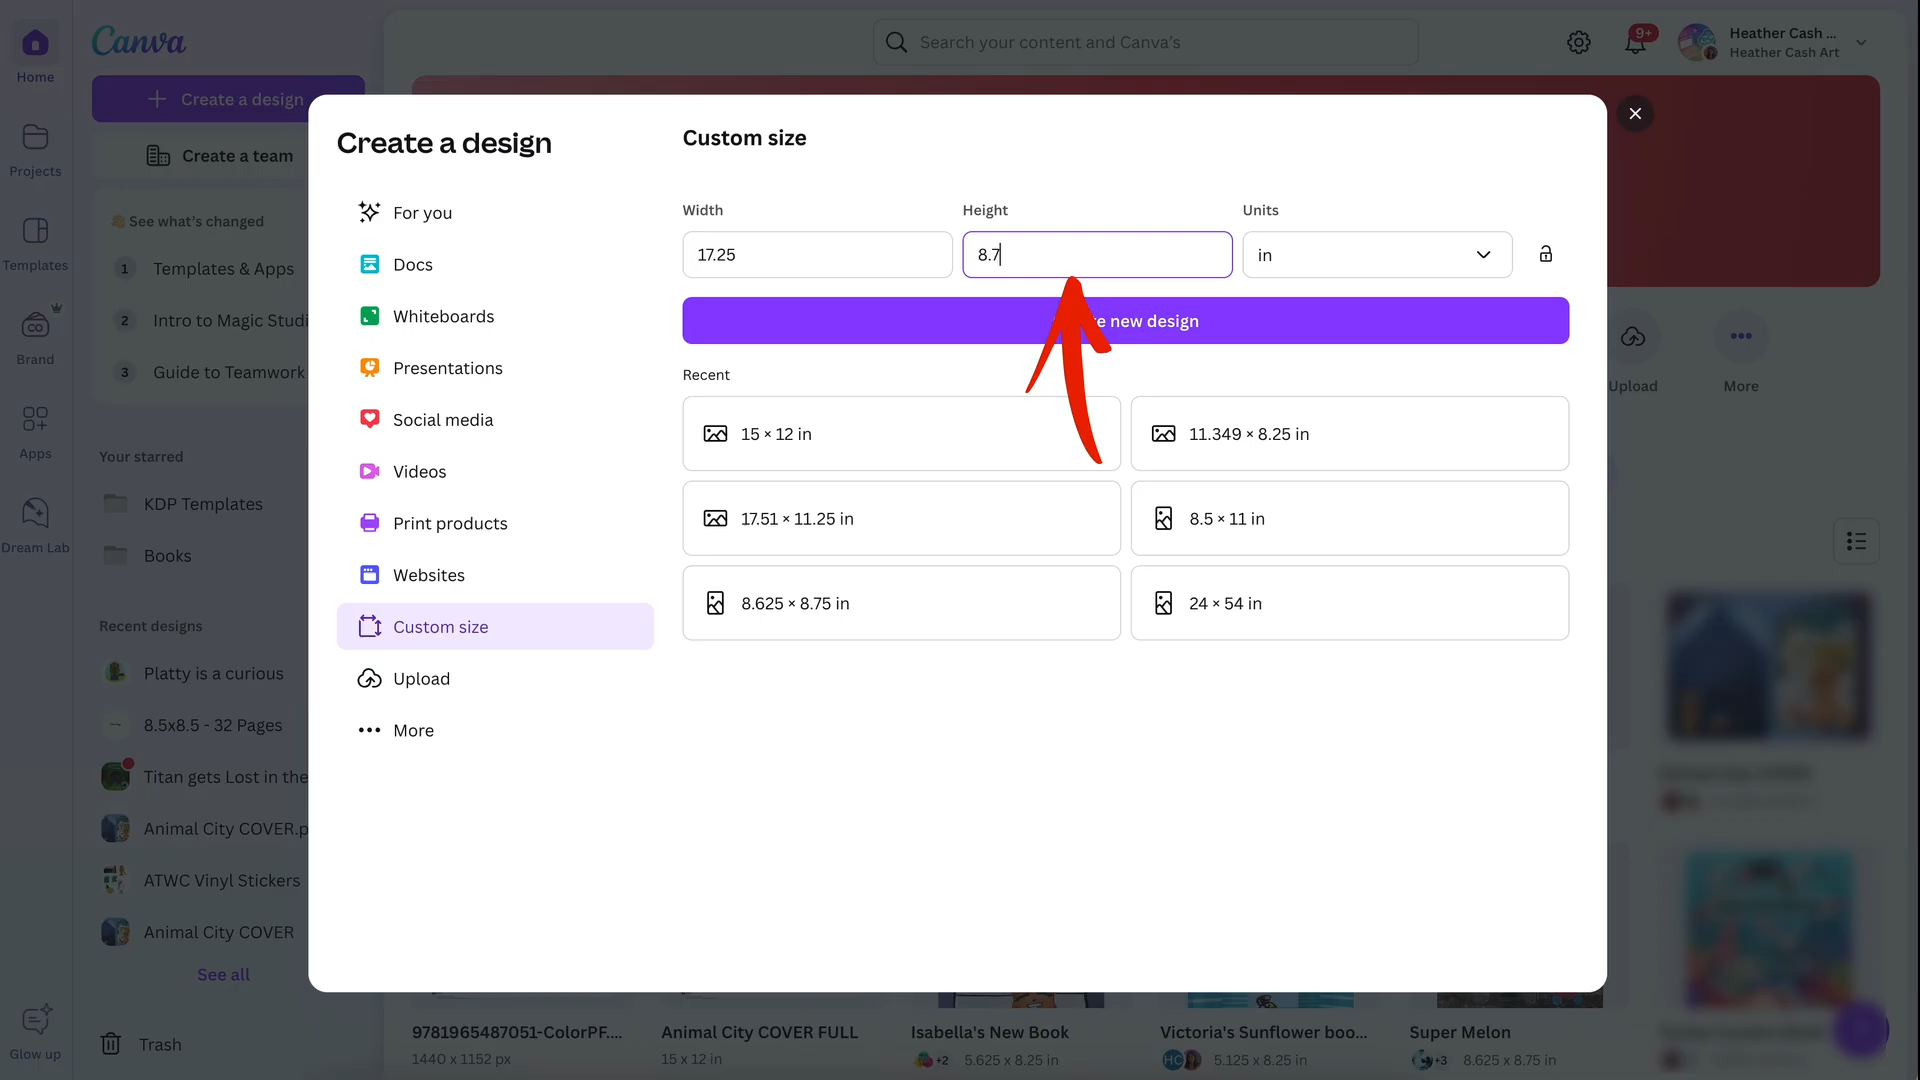 Canva
Search your content and Canva's
9+
Heather Cash ...
Heather Cash Art
Home
Projects
Templates
Brand
Apps
Dream Lab
Glow up
Create a design
Create a team
See what's changed
1 Templates & Apps
2 Intro to Magic Studi
3 Guide to Teamwork
Your starred
KDP Templates
Books
Recent designs
Platty is a curious
8.5x8.5 - 32 Pages
Titan gets Lost in the
Animal City COVER.p
ATWC Vinyl Stickers
Animal City COVER
See all
Trash
Create a design
For you
Docs
Whiteboards
Presentations
Social media
Videos
Print products
Websites
Custom size
Upload
More
Custom size
Width Height Units
17.25 8.7 in
e new design
Recent
15 × 12 in
11.349 × 8.25 in
17.51 × 11.25 in
8.5 × 11 in
8.625 × 8.75 in
24 × 54 in
Upload
More
9781965487051-ColorPF....
1440 x 1152 px
Animal City COVER FULL
15 x 12 in
Isabella's New Book
+2 5.625 x 8.25 in
Victoria's Sunflower boo...
HC 5.125 x 8.25 in
Super Melon
+3 8.625 x 8.75 in